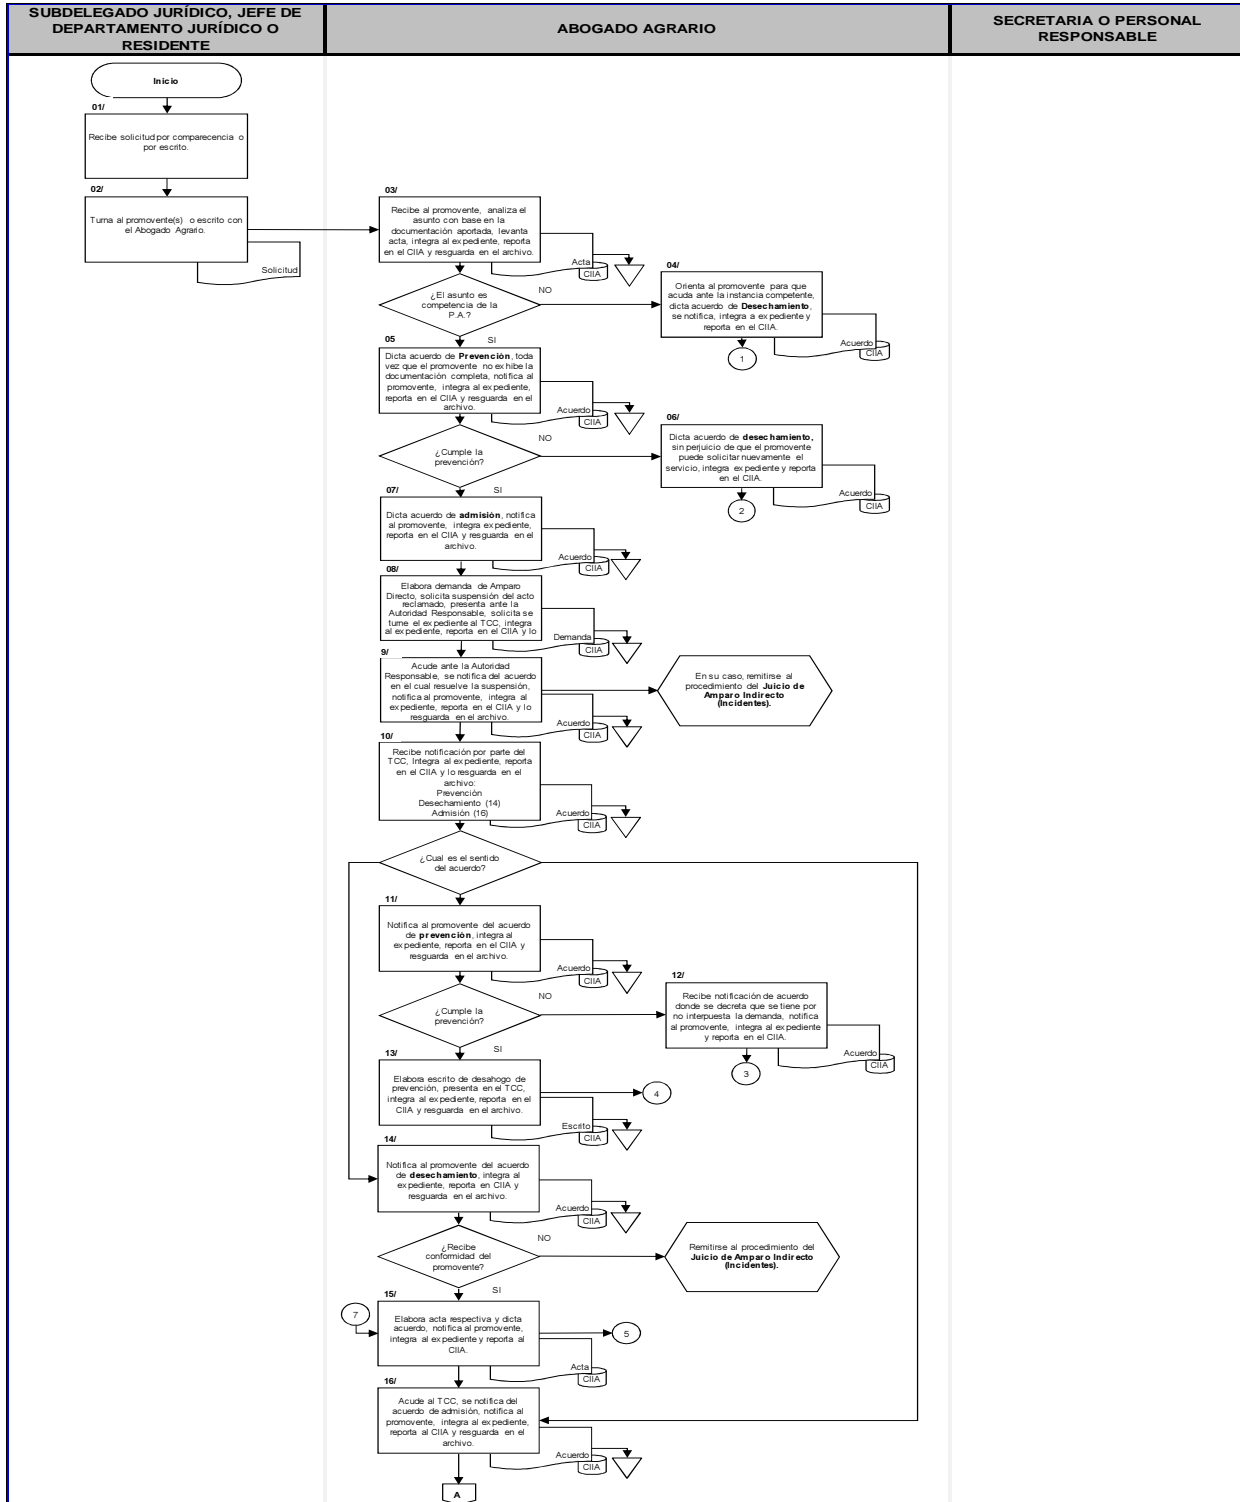 SUBDELEGADO JURÍDICO, JEFE DE
DEPARTAMENTO JURÍDICO O
RESIDENTE
ABOGADO AGRARIO
SECRETARIA O PERSONAL
RESPONSABLE
Inicio
01/
Recibe solicitud por comparecencia o
por escrito.
02/
Turna al promovente(s) o escrito con
el Abogado Agrario.
Solicitud
03/
Recibe al promovente, analiza el
asunto con base en la
documentación aportada, levanta
acta, integra al expediente, reporta
en el CIIA y resguarda en el archivo.
Acta
CIIA
¿El asunto es
competencia de la
P.A.?
NO
SI
04/
Orienta al promovente para que
acuda ante la instancia competente,
dicta acuerdo de Desechamiento,
se notifica, integra a expediente y
reporta en el CIIA.
Acuerdo
CIIA
1
05
Dicta acuerdo de Prevención, toda
vez que el promovente no exhibe la
documentación completa, notifica al
promovente, integra al expediente,
reporta en el CIIA y resguarda en el
archivo.
Acuerdo
CIIA
¿Cumple la
prevención?
NO
SI
06/
Dicta acuerdo de desechamiento,
sin perjuicio de que el promovente
puede solicitar nuevamente el
servicio, integra expediente y reporta
en el CIIA.
Acuerdo
CIIA
2
07/
Dicta acuerdo de admisión, notifica
al promovente, integra expediente,
reporta en el CIIA y resguarda en el
archivo.
Acuerdo
CIIA
08/
Elabora demanda de Amparo
Directo, solicita suspensión del acto
reclamado, presenta ante la
Autoridad Responsable, solicita se
turne el expediente al TCC, integra
al expediente, reporta en el CIIA y lo
Demanda
CIIA
9/
Acude ante la Autoridad
Responsable, se notifica del acuerdo
en el cual resuelve la suspensión,
notifica al promovente, integra al
expediente, reporta en el CIIA y lo
resguarda en el archivo.
Acuerdo
CIIA
En su caso, remitirse al
procedimiento del Juicio de
Amparo Indirecto
(Incidentes).
10/
Recibe notificación por parte del
TCC, Integra al expediente, reporta
en el CIIA y lo resguarda en el
archivo:
Prevención
Desechamiento (14)
Admisión (16)
Acuerdo
CIIA
¿Cual es el sentido
del acuerdo?
11/
Notifica al promovente del acuerdo
de prevención, integra al
expediente, reporta en el CIIA y
resguarda en el archivo.
Acuerdo
CIIA
¿Cumple la
prevención?
NO
SI
12/
Recibe notificación de acuerdo
donde se decreta que se tiene por
no interpuesta la demanda, notifica
al promovente, integra al expediente
y reporta en el CIIA.
Acuerdo
CIIA
3
13/
Elabora escrito de desahogo de
prevención, presenta en el TCC,
integra al expediente, reporta en el
CIIA y resguarda en el archivo.
4
Escrito
CIIA
14/
Notifica al promovente del acuerdo
de desechamiento, integra al
expediente, reporta en CIIA y
resguarda en el archivo.
Acuerdo
CIIA
¿Recibe
conformidad del
promovente?
NO
SI
Remitirse al procedimiento del
Juicio de Amparo Indirecto
(Incidentes).
7
15/
Elabora acta respectiva y dicta
acuerdo, notifica al promovente,
integra al expediente y reporta al
CIIA.
5
Acta
CIIA
16/
Acude al TCC, se notifica del
acuerdo de admisión, notifica al
promovente, integra al expediente,
reporta al CIIA y resguarda en el
archivo.
Acuerdo
CIIA
A